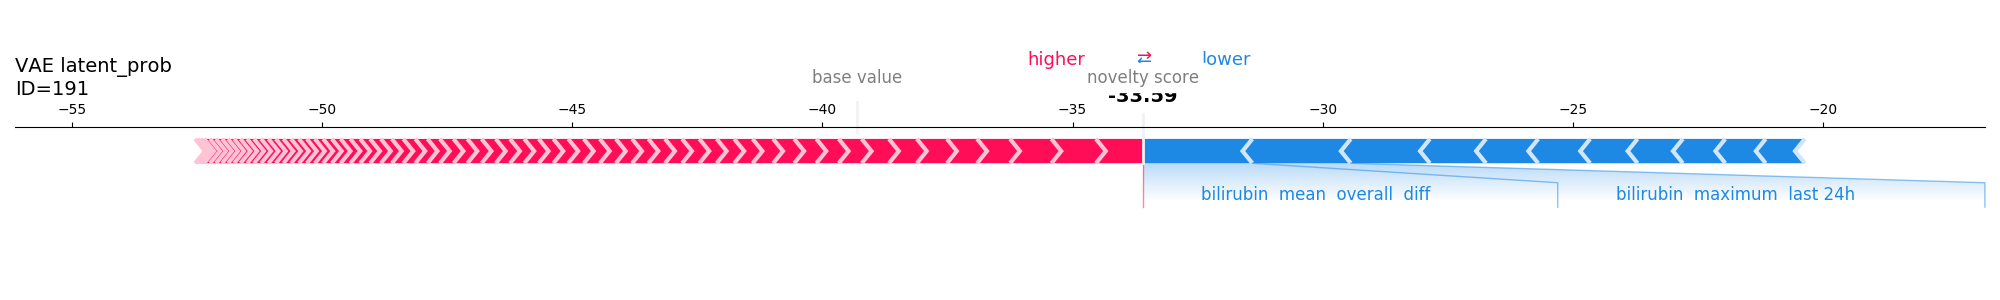 higher ⇄ lower
VAE latent_prob
base value novelty score
ID=191
-33.59
−55 −50 −45 −40 −35 −30 −25 −20
bilirubin mean overall diff bilirubin maximum last 24h